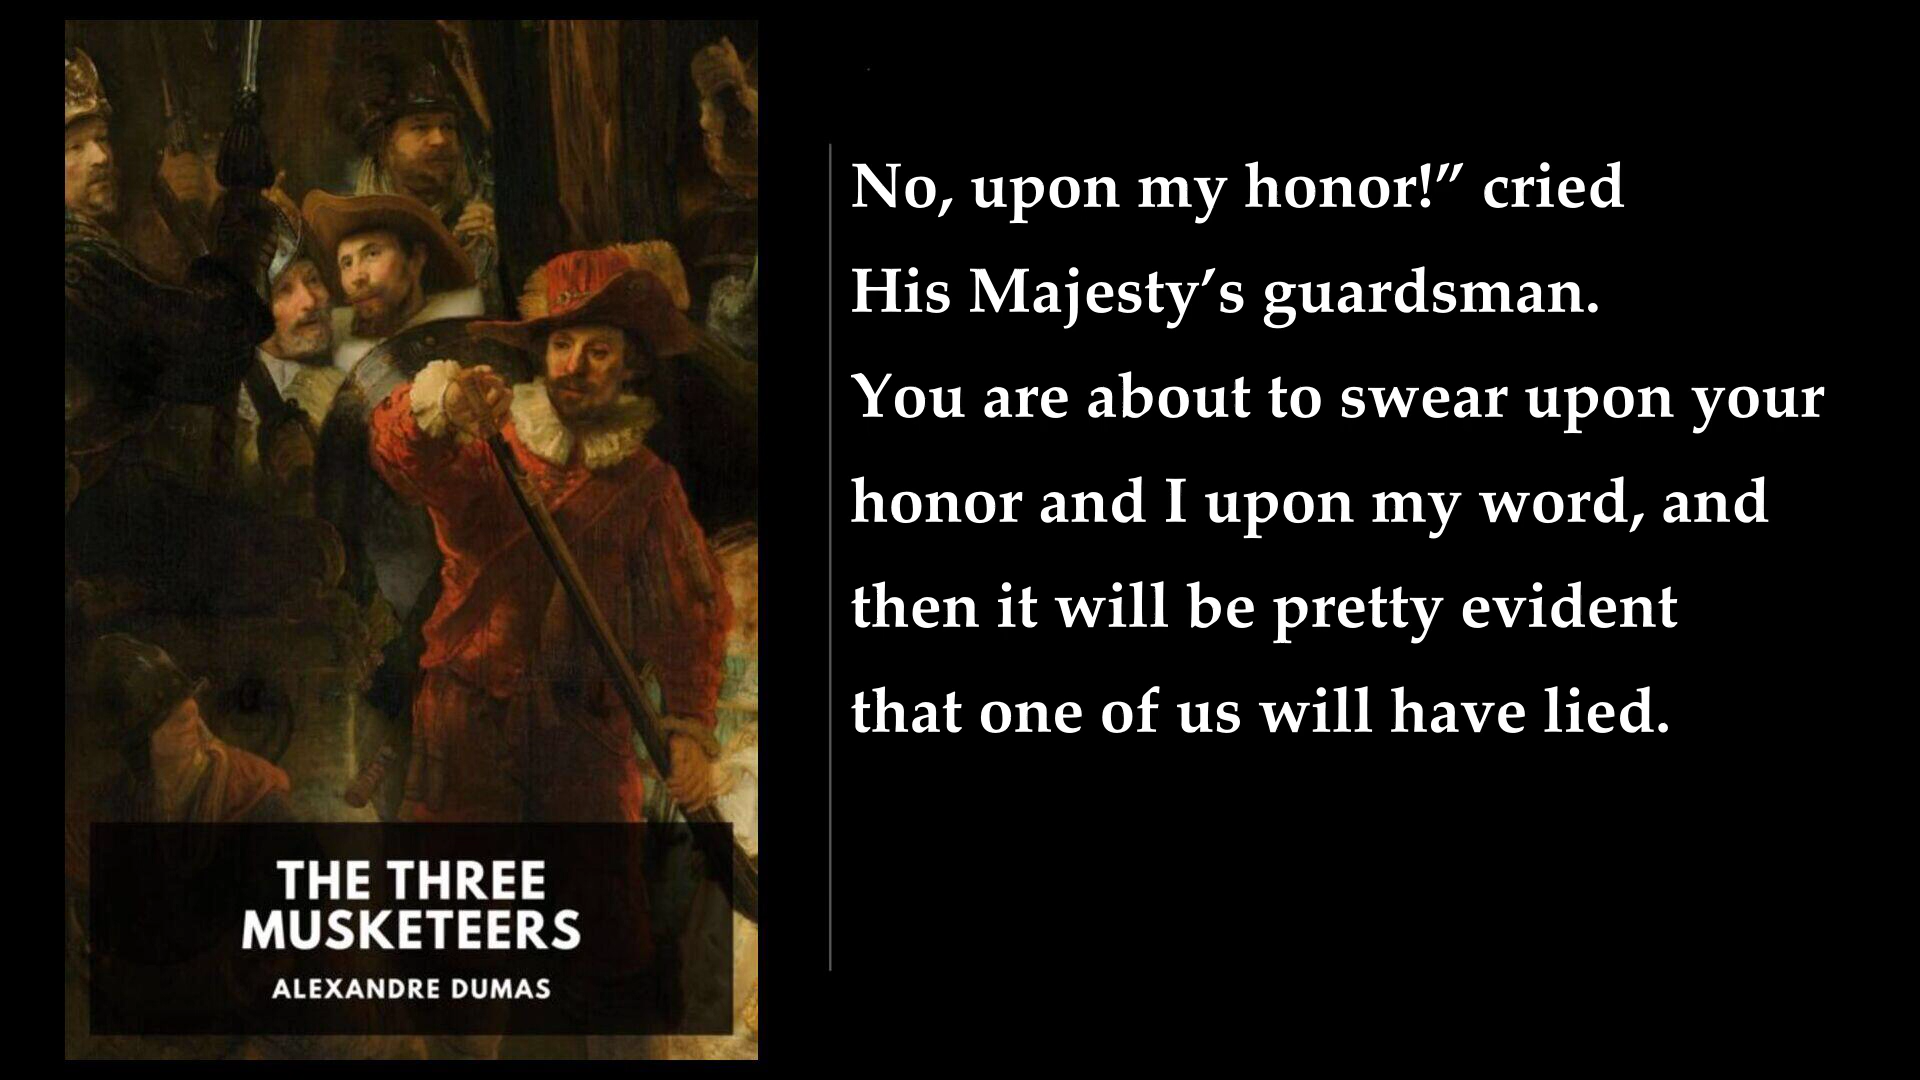 No, upon my honor!” cried
His Majesty’s guardsman.
You are about to swear upon your
honor and I upon my word, and
then it will be pretty evident
that one of us will have lied.
THE THREE
MUSKETEERS
ALEXANDRE DUMAS